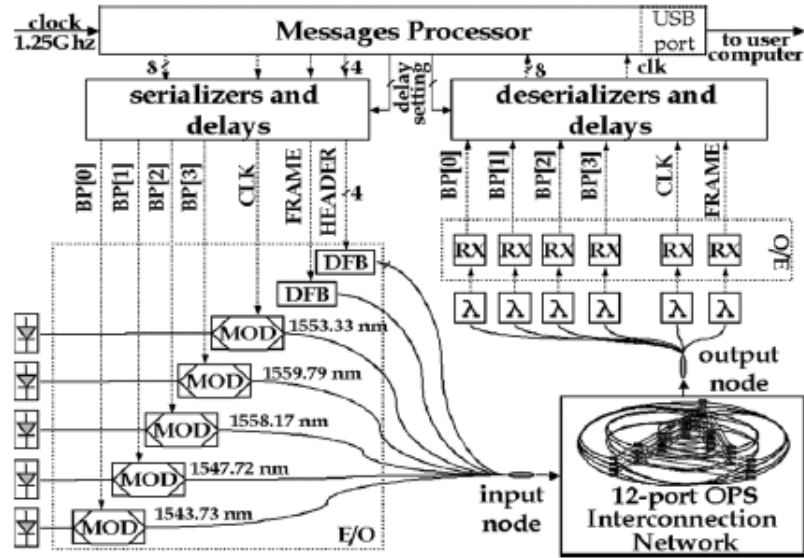 clock
1.25Ghz
Messages Processor
USB
port
to user
computer
8
4
delay
setting
8
clk
serializers and
delays
deserializers and
delays
BP[0]
BP[1]
BP[2]
BP[3]
CLK
FRAME
HEADER
4
BP[0]
BP[1]
BP[2]
BP[3]
CLK
FRAME
DFB
DFB
RX
RX
RX
RX
RX
RX
O/E
λ
λ
λ
λ
λ
λ
MOD
1553.33 nm
MOD
1559.79 nm
MOD
1558.17 nm
MOD
1547.72 nm
MOD
1543.73 nm
E/O
input
node
output
node
12-port OPS
Interconnection
Network